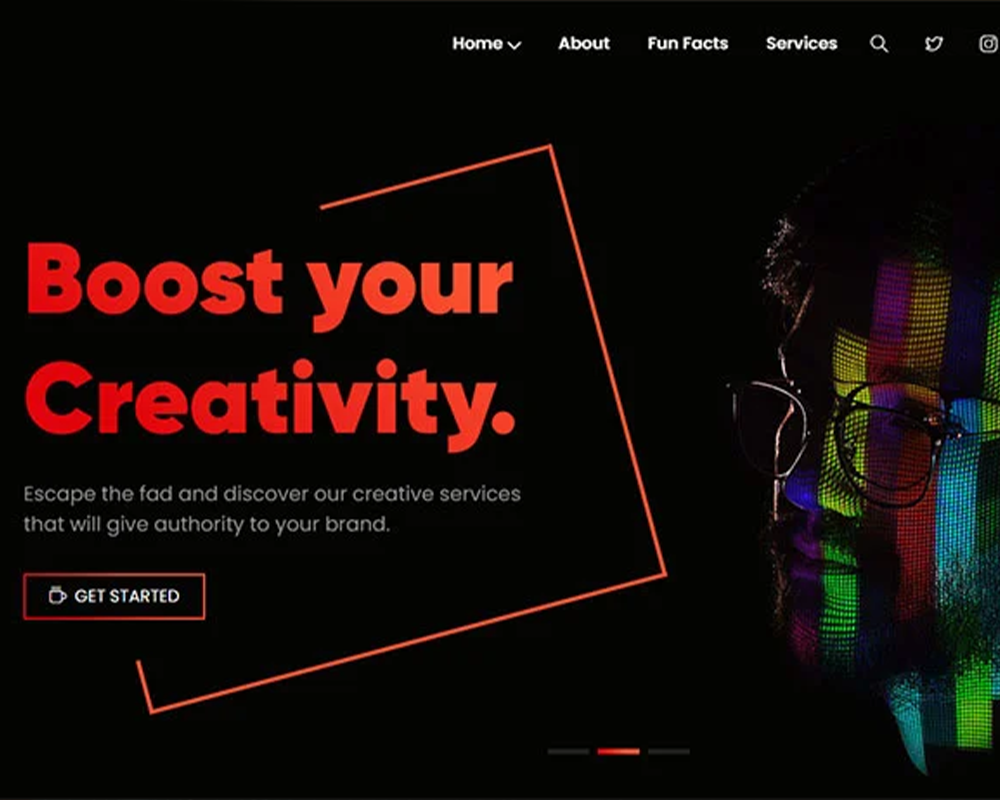 Home About Fun Facts Services
Boost your
Creativity.
Escape the fad and discover our creative services
that will give authority to your brand.
GET STARTED